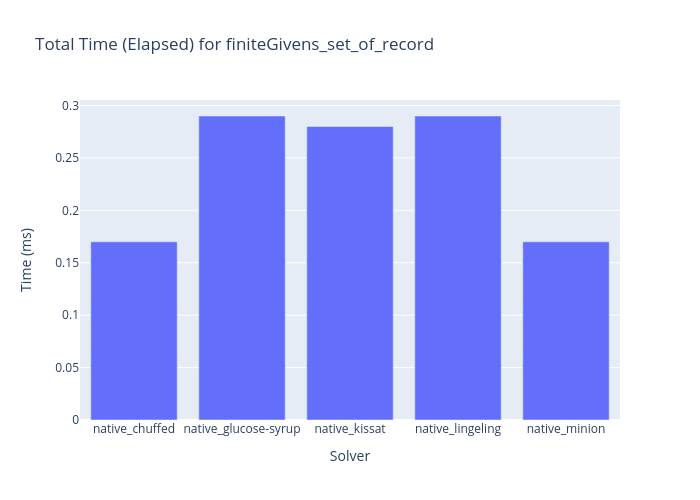 Total Time (Elapsed) for finiteGivens_set_of_record
Time (ms)
0.3
0.25
0.2
0.15
0.1
0.05
0
native_chuffed native_glucose-syrup native_kissat native_lingeling native_minion
Solver